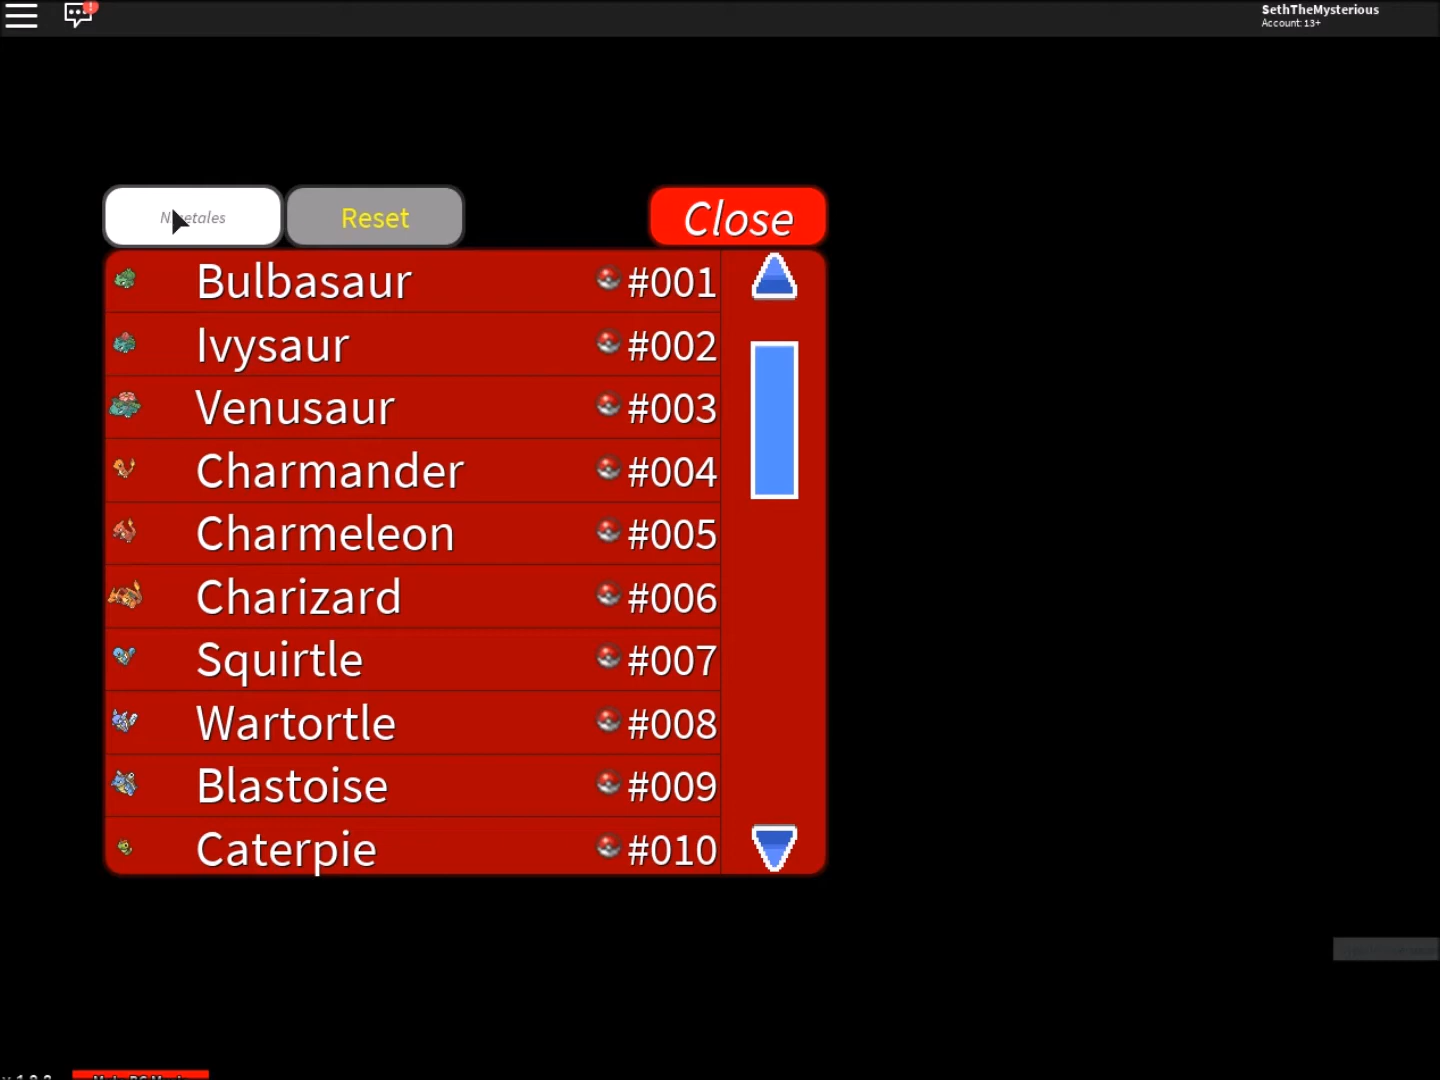 SethTheMysterious
Account: 13+
Reset
Close
Bulbasaur #001
Ivysaur #002
Venusaur #003
Charmander #004
Charmeleon #005
Charizard #006
Squirtle #007
Wartortle #008
Blastoise #009
Caterpie #010